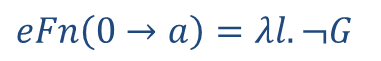 eFn(0 → a) = λl. ¬G